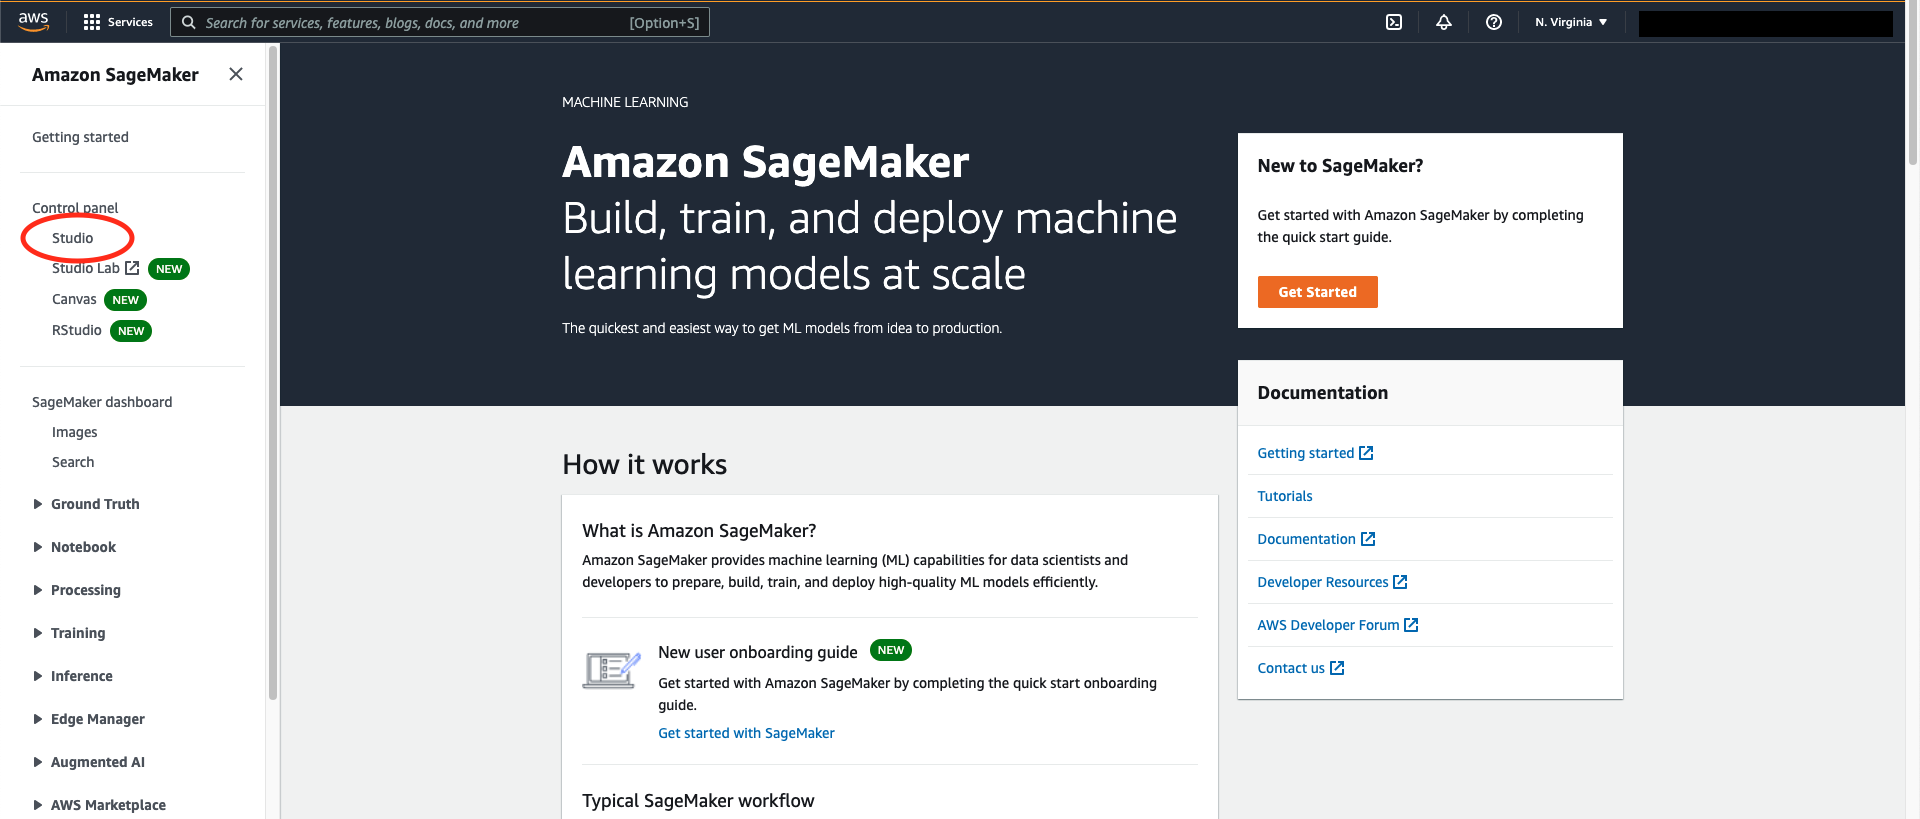 aws
Services
Search for services, features, blogs, docs, and more [Option+S]
N. Virginia
Amazon SageMaker
Getting started
Control panel
Studio
Studio Lab NEW
Canvas NEW
RStudio NEW
SageMaker dashboard
Images
Search
Ground Truth
Notebook
Processing
Training
Inference
Edge Manager
Augmented AI
AWS Marketplace
MACHINE LEARNING
Amazon SageMaker
Build, train, and deploy machine
learning models at scale
The quickest and easiest way to get ML models from idea to production.
New to SageMaker?
Get started with Amazon SageMaker by completing
the quick start guide.
Get Started
How it works
What is Amazon SageMaker?
Amazon SageMaker provides machine learning (ML) capabilities for data scientists and
developers to prepare, build, train, and deploy high-quality ML models efficiently.
New user onboarding guide NEW
Get started with Amazon SageMaker by completing the quick start onboarding
guide.
Get started with SageMaker
Typical SageMaker workflow
Documentation
Getting started
Tutorials
Documentation
Developer Resources
AWS Developer Forum
Contact us